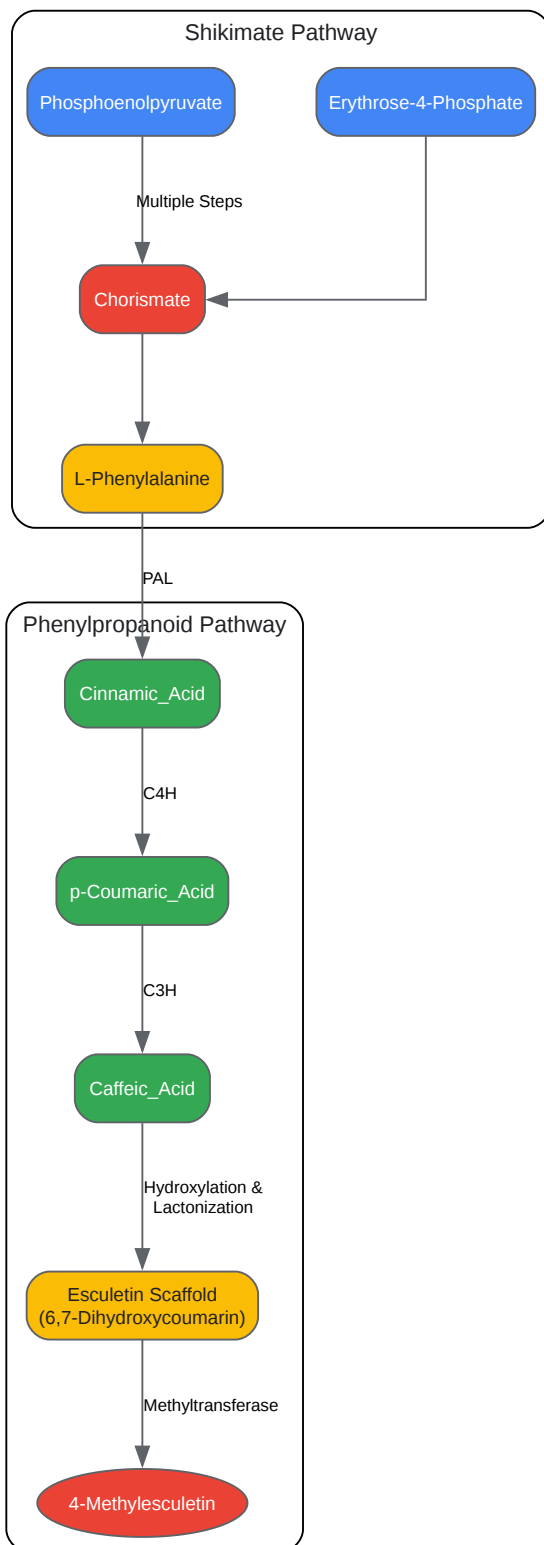 Shikimate Pathway
Phosphoenolpyruvate
Erythrose-4-Phosphate
Multiple Steps
Chorismate
L-Phenylalanine
PAL
Phenylpropanoid Pathway
Cinnamic_Acid
C4H
p-Coumaric_Acid
C3H
Caffeic_Acid
Hydroxylation &
Lactonization
Esculetin Scaffold
(6,7-Dihydroxycoumarin)
Methyltransferase
4-Methylesculetin